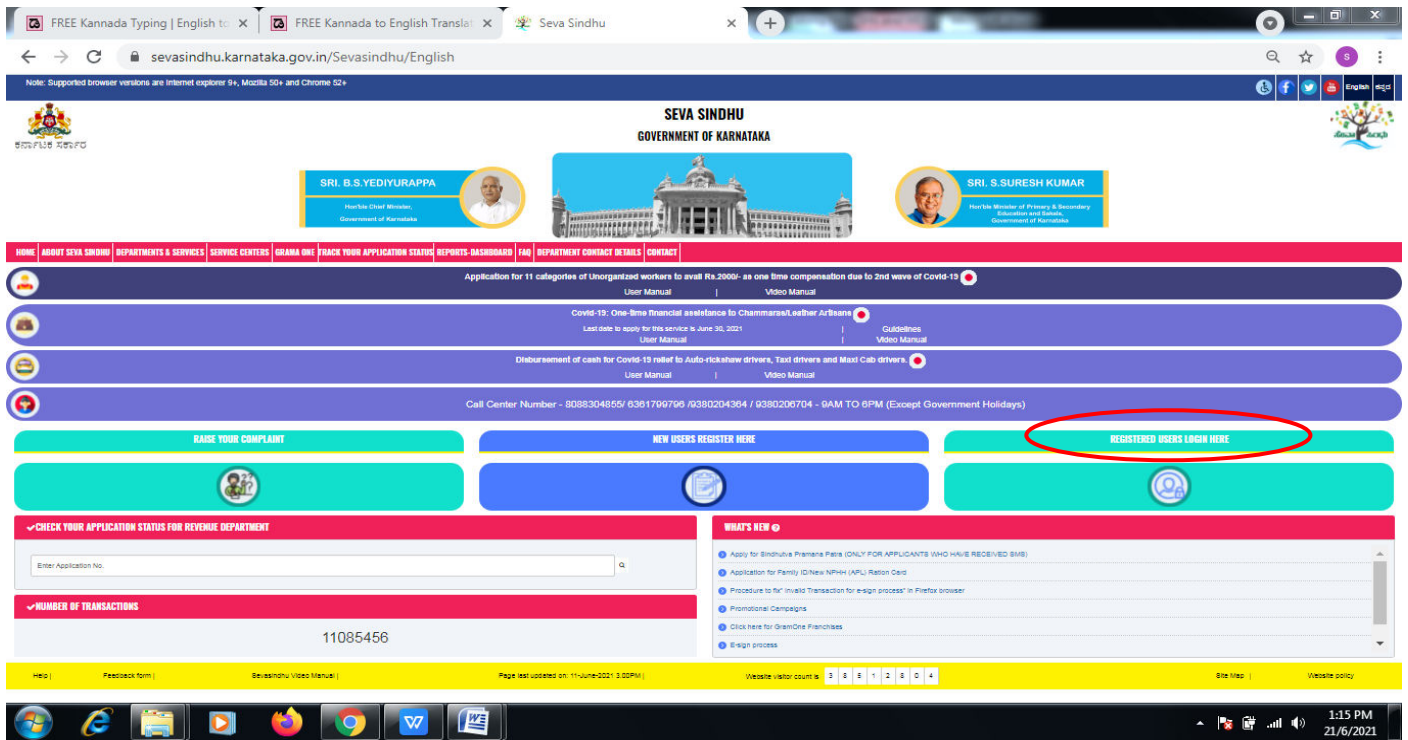 FREE Kannada Typing | English to
FREE Kannada to English Translat
Seva Sindhu
sevasindhu.karnataka.gov.in/Sevasindhu/English
S
Note: Supported browser versions are Internet explorer 9+, Mozilla 50+ and Chrome 52+
English ಕನ್ನಡ
ಕರ್ನಾಟಕ ಸರ್ಕಾರ
SEVA SINDHU
GOVERNMENT OF KARNATAKA
SRI. B.S.YEDIYURAPPA
Hon'ble Chief Minister,
Government of Karnataka
SRI. S.SURESH KUMAR
Hon'ble Minister of Primary & Secondary
Education and Sakala,
Government of Karnataka
HOME ABOUT SEVA SINDHU DEPARTMENTS & SERVICES SERVICE CENTERS GRAMA ONE TRACK YOUR APPLICATION STATUS REPORTS-DASHBOARD FAQ DEPARTMENT CONTACT DETAILS CONTACT
Application for 11 categories of Unorganized workers to avail Rs.2000/- as one time compensation due to 2nd wave of Covid-19
User Manual | Video Manual
Covid-19: One-time financial assistance to Chammaras/Leather Artisans
Last date to apply for this service is June 30, 2021 | Guidelines
User Manual | Video Manual
Disbursement of cash for Covid-19 relief to Auto-rickshaw drivers, Taxi drivers and Maxi Cab drivers.
User Manual | Video Manual
Call Center Number - 8088304855/ 6361799796 /9380204364 / 9380206704 - 9AM TO 6PM (Except Government Holidays)
RAISE YOUR COMPLAINT
NEW USERS REGISTER HERE
REGISTERED USERS LOGIN HERE
CHECK YOUR APPLICATION STATUS FOR REVENUE DEPARTMENT
Enter Application No.
NUMBER OF TRANSACTIONS
11085456
WHAT'S NEW
Apply for Sindhutva Pramana Patra (ONLY FOR APPLICANTS WHO HAVE RECEIVED SMS)
Application for Family ID/New NPHH (APL) Ration Card
Procedure to fix" Invalid Transaction for e-sign process" in Firefox browser
Promotional Campaigns
Click here for GramOne Franchises
E-sign process
Help | Feedback form | Sevasindhu Video Manual | Page last updated on: 11-June-2021 3.00PM | Website visitor count is 3 8 5 1 2 8 0 4 Site Map | Website policy
1:15 PM
21/6/2021